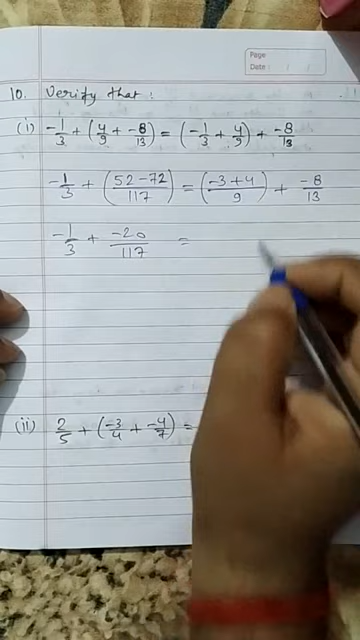 Page
Date : / /
10. Verify that :
(i) -1/3 + (4/9 + -8/13) = (-1/3 + 4/9) + -8/13
-1/3 + (52-72/117) = (-3+4/9) + -8/13
-1/3 + -20/117 =
(ii) 2/5 + (-3/4 + -4/7) =